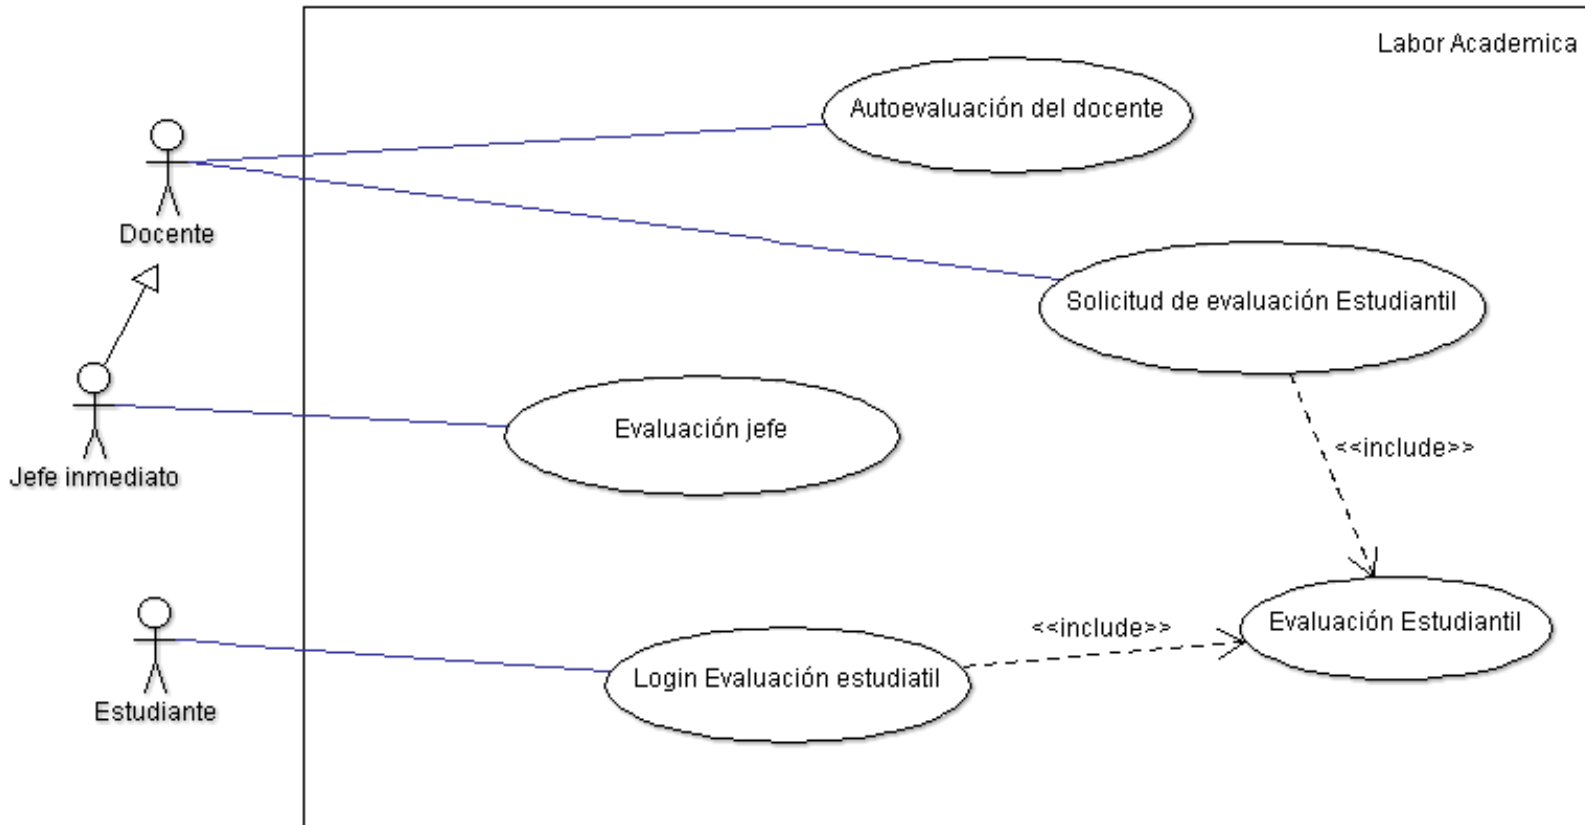 Labor Academica
Autoevaluación del docente
Docente
Solicitud de evaluación Estudiantil
Evaluación jefe
<<include>>
Jefe inmediato
Evaluación Estudiantil
<<include>>
Login Evaluación estudiatil
Estudiante